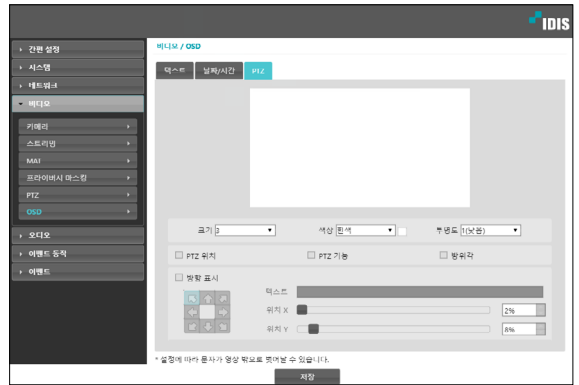 IDIS
간편 설정
시스템
네트워크
비디오
카메라
스트리밍
MAT
프라이버시 마스킹
PTZ
OSD
오디오
이벤트 동작
이벤트
비디오 / OSD
텍스트 날짜/시간 PTZ
크기 3 색상 흰색 투명도 1(낮음)
PTZ 위치 PTZ 기능 방위각
방향 표시
텍스트
위치 X 2%
위치 Y 8%
* 설정에 따라 문자가 영상 밖으로 벗어날 수 있습니다.
저장